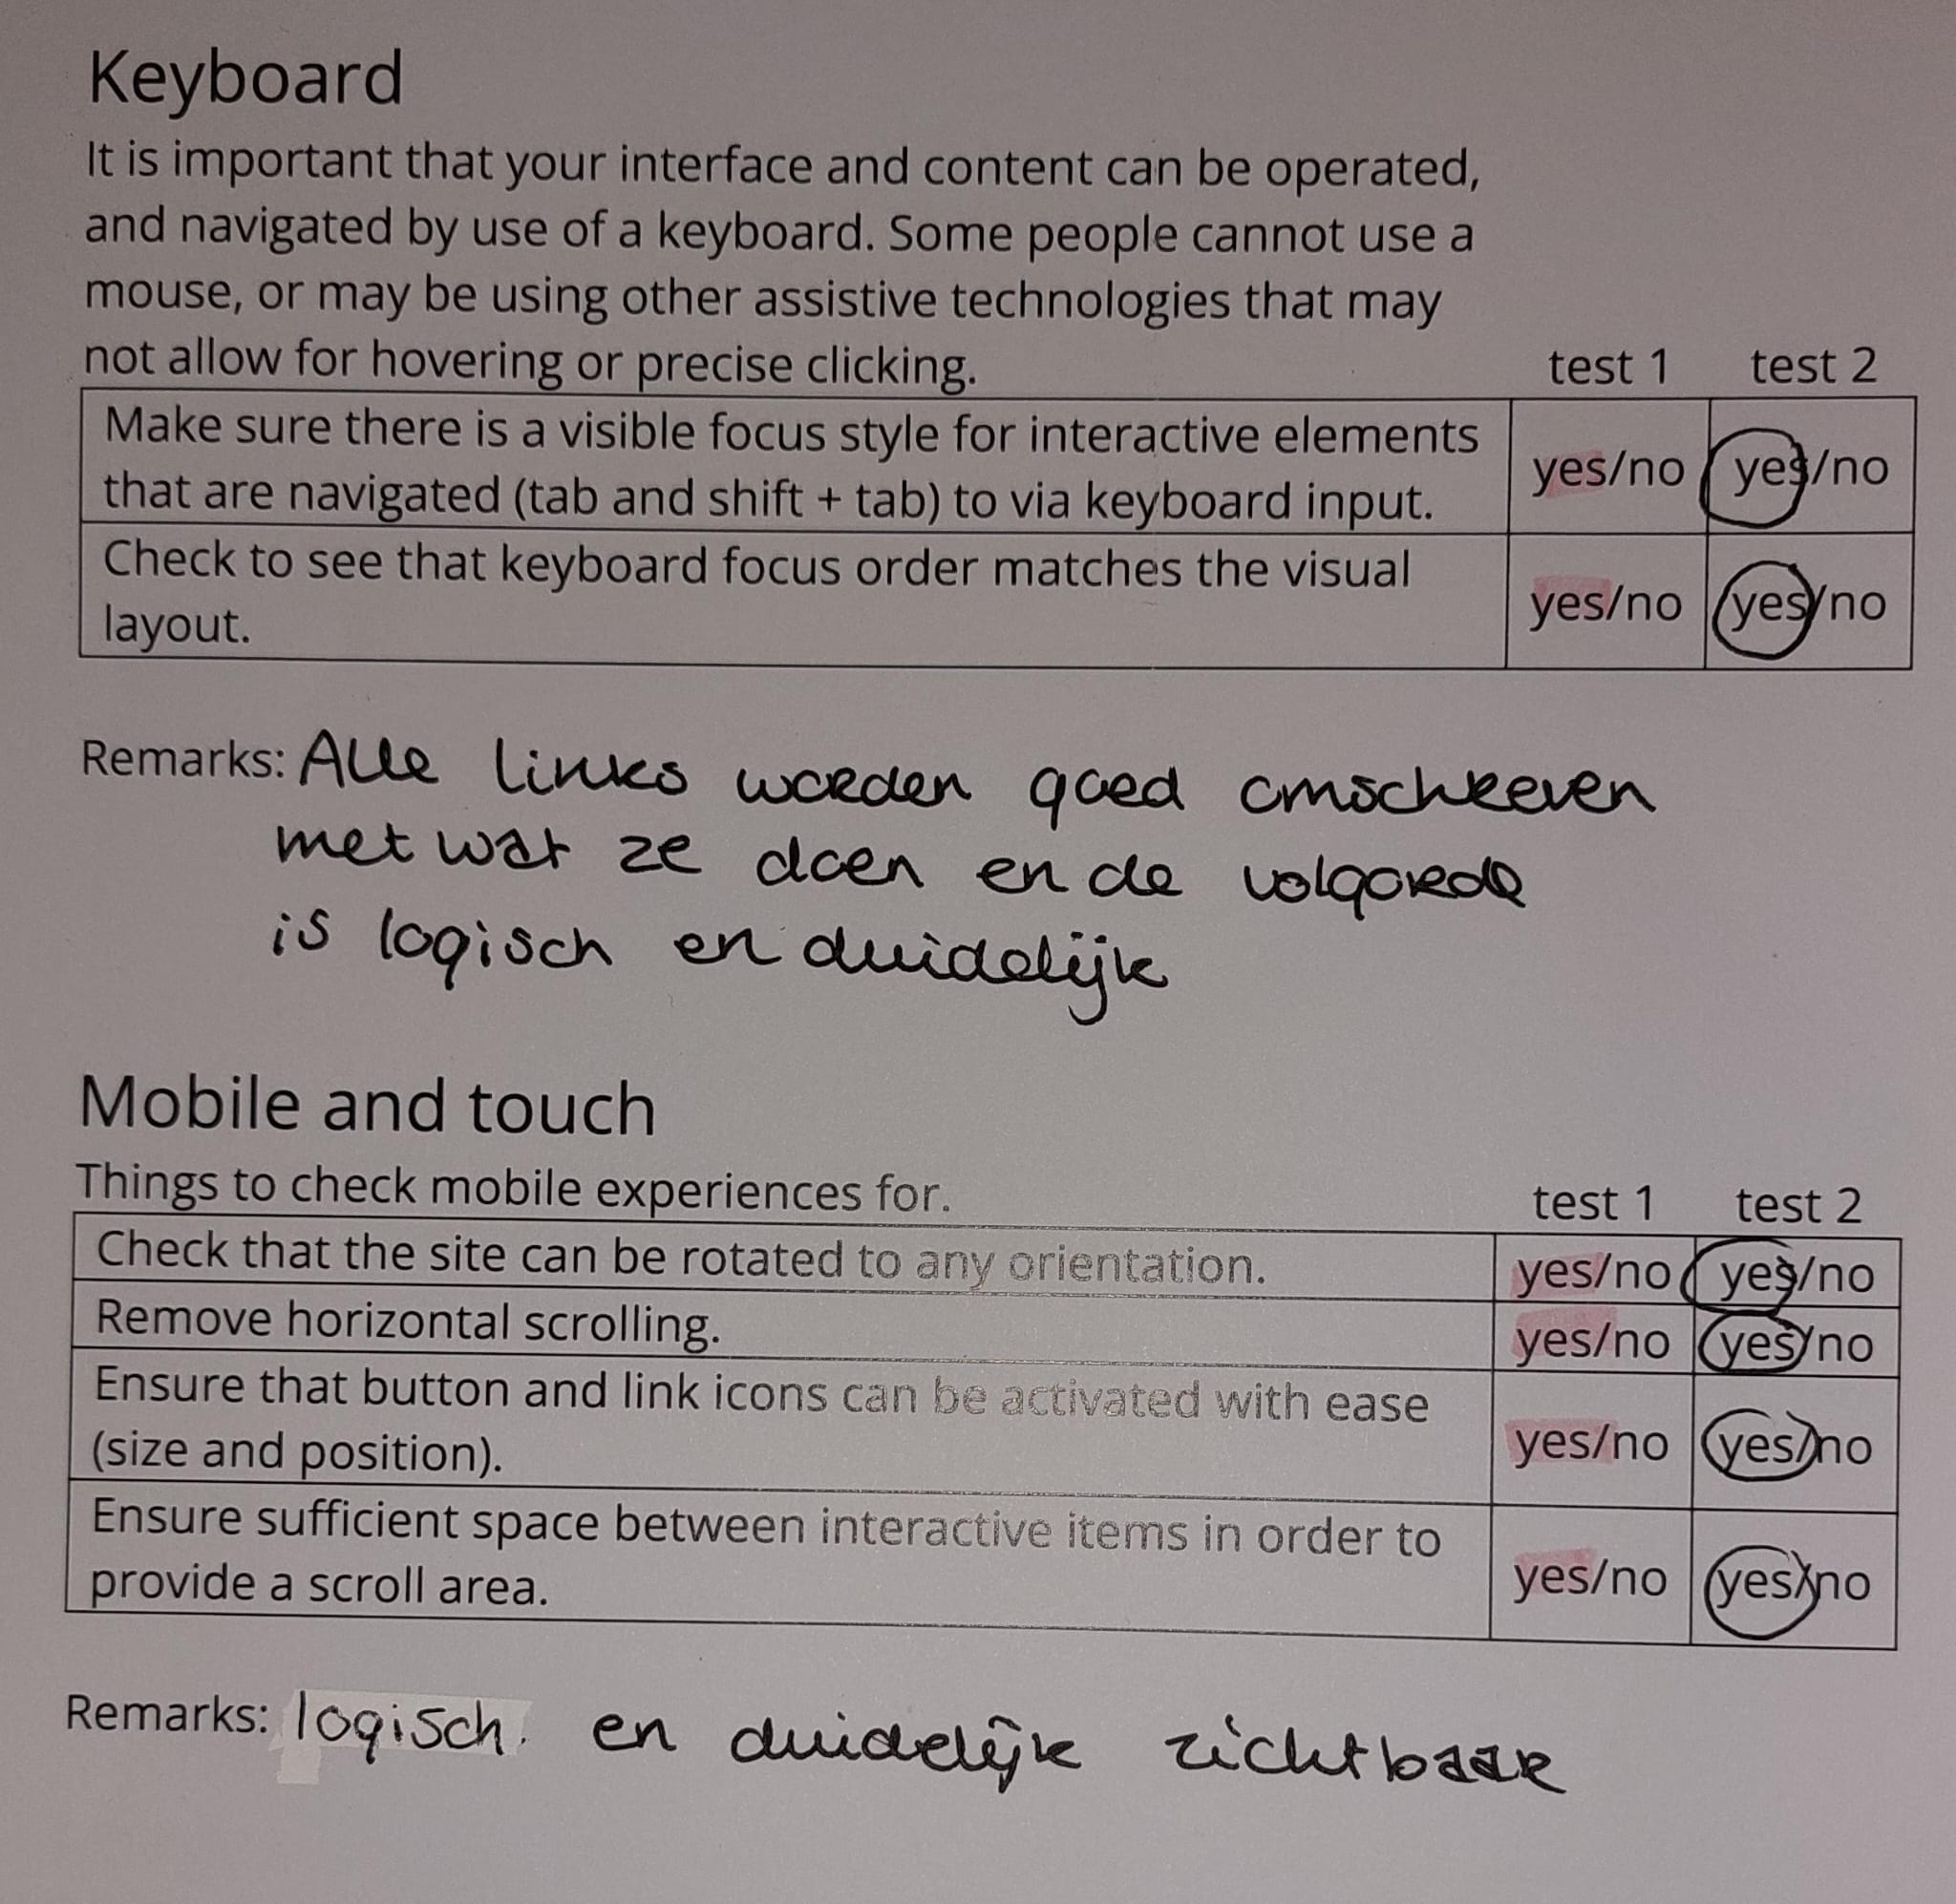 Keyboard
It is important that your interface and content can be operated,
and navigated by use of a keyboard. Some people cannot use a
mouse, or may be using other assistive technologies that may
not allow for hovering or precise clicking.
test 1 test 2
Make sure there is a visible focus style for interactive elements
that are navigated (tab and shift + tab) to via keyboard input.
yes/no yes/no
Check to see that keyboard focus order matches the visual
layout.
yes/no yes/no
Remarks: Alle links worden goed omschreeven
met wat ze doen en de volgorede
is logisch en duidelijk
Mobile and touch
Things to check mobile experiences for.
test 1 test 2
Check that the site can be rotated to any orientation. yes/no yes/no
Remove horizontal scrolling. yes/no yes/no
Ensure that button and link icons can be activated with ease
(size and position).
yes/no yes/no
Ensure sufficient space between interactive items in order to
provide a scroll area.
yes/no yes/no
Remarks: logisch. en duidelijk zichtbaar